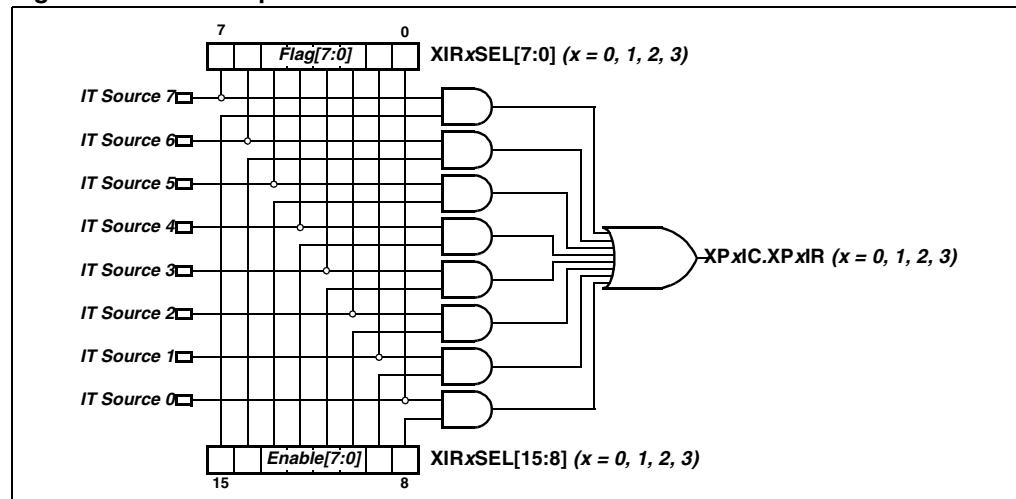 7 0
Flag[7:0] XIRxSEL[7:0] (x = 0, 1, 2, 3)
IT Source 7
IT Source 6
IT Source 5
IT Source 4
IT Source 3
XPxIC.XPxIR (x = 0, 1, 2, 3)
IT Source 2
IT Source 1
IT Source 0
Enable[7:0] XIRxSEL[15:8] (x = 0, 1, 2, 3)
15 8